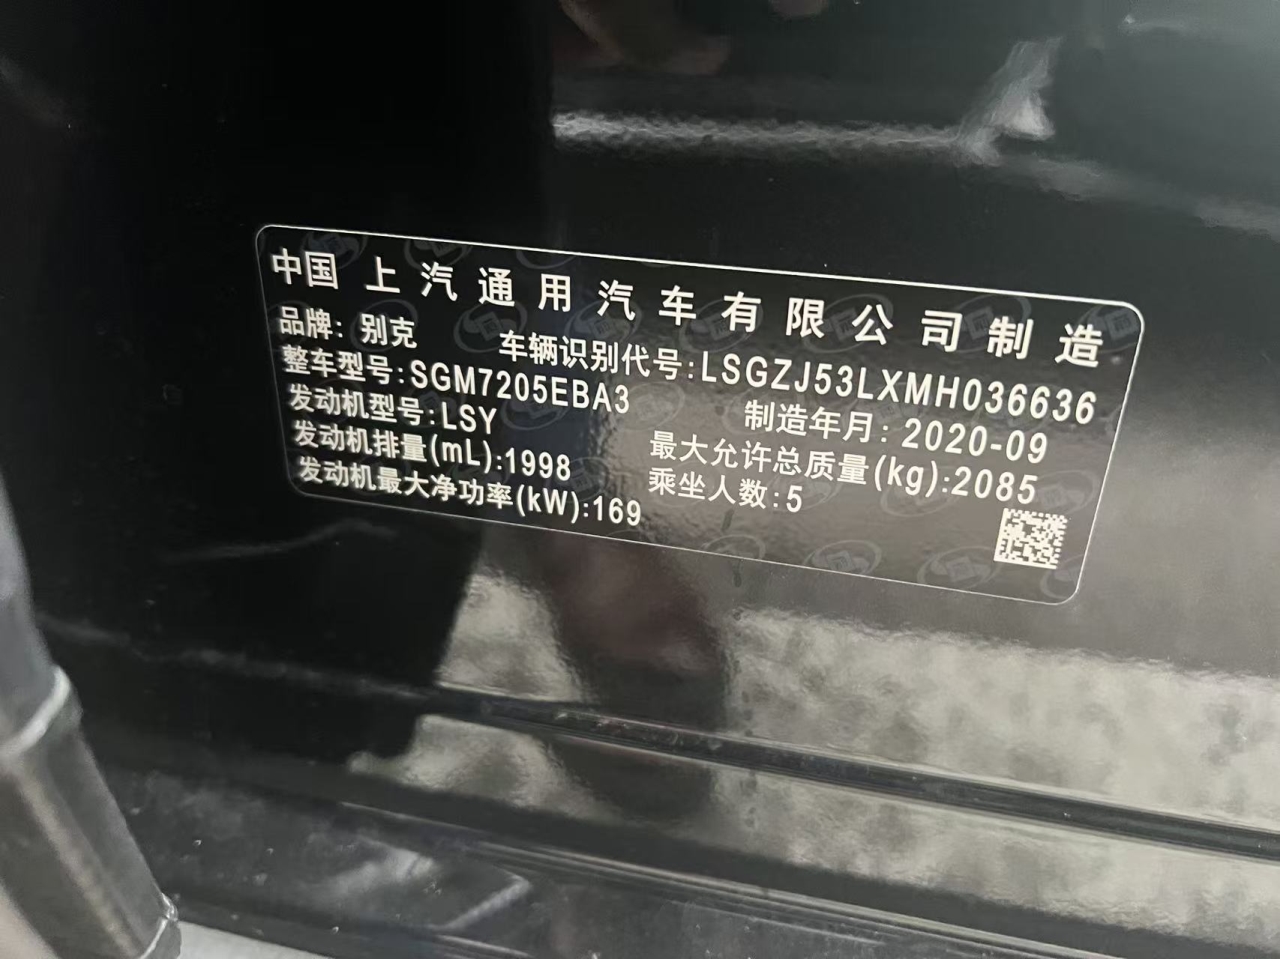 中国 上汽通用汽车有限公司制造
品牌: 别克 车辆识别代号:LSGZJ53LXMH036636
整车型号:SGM7205EBA3 制造年月: 2020-09
发动机型号:LSY 最大允许总质量(kg):2085
发动机排量(mL):1998 乘坐人数:5
发动机最大净功率(kW):169